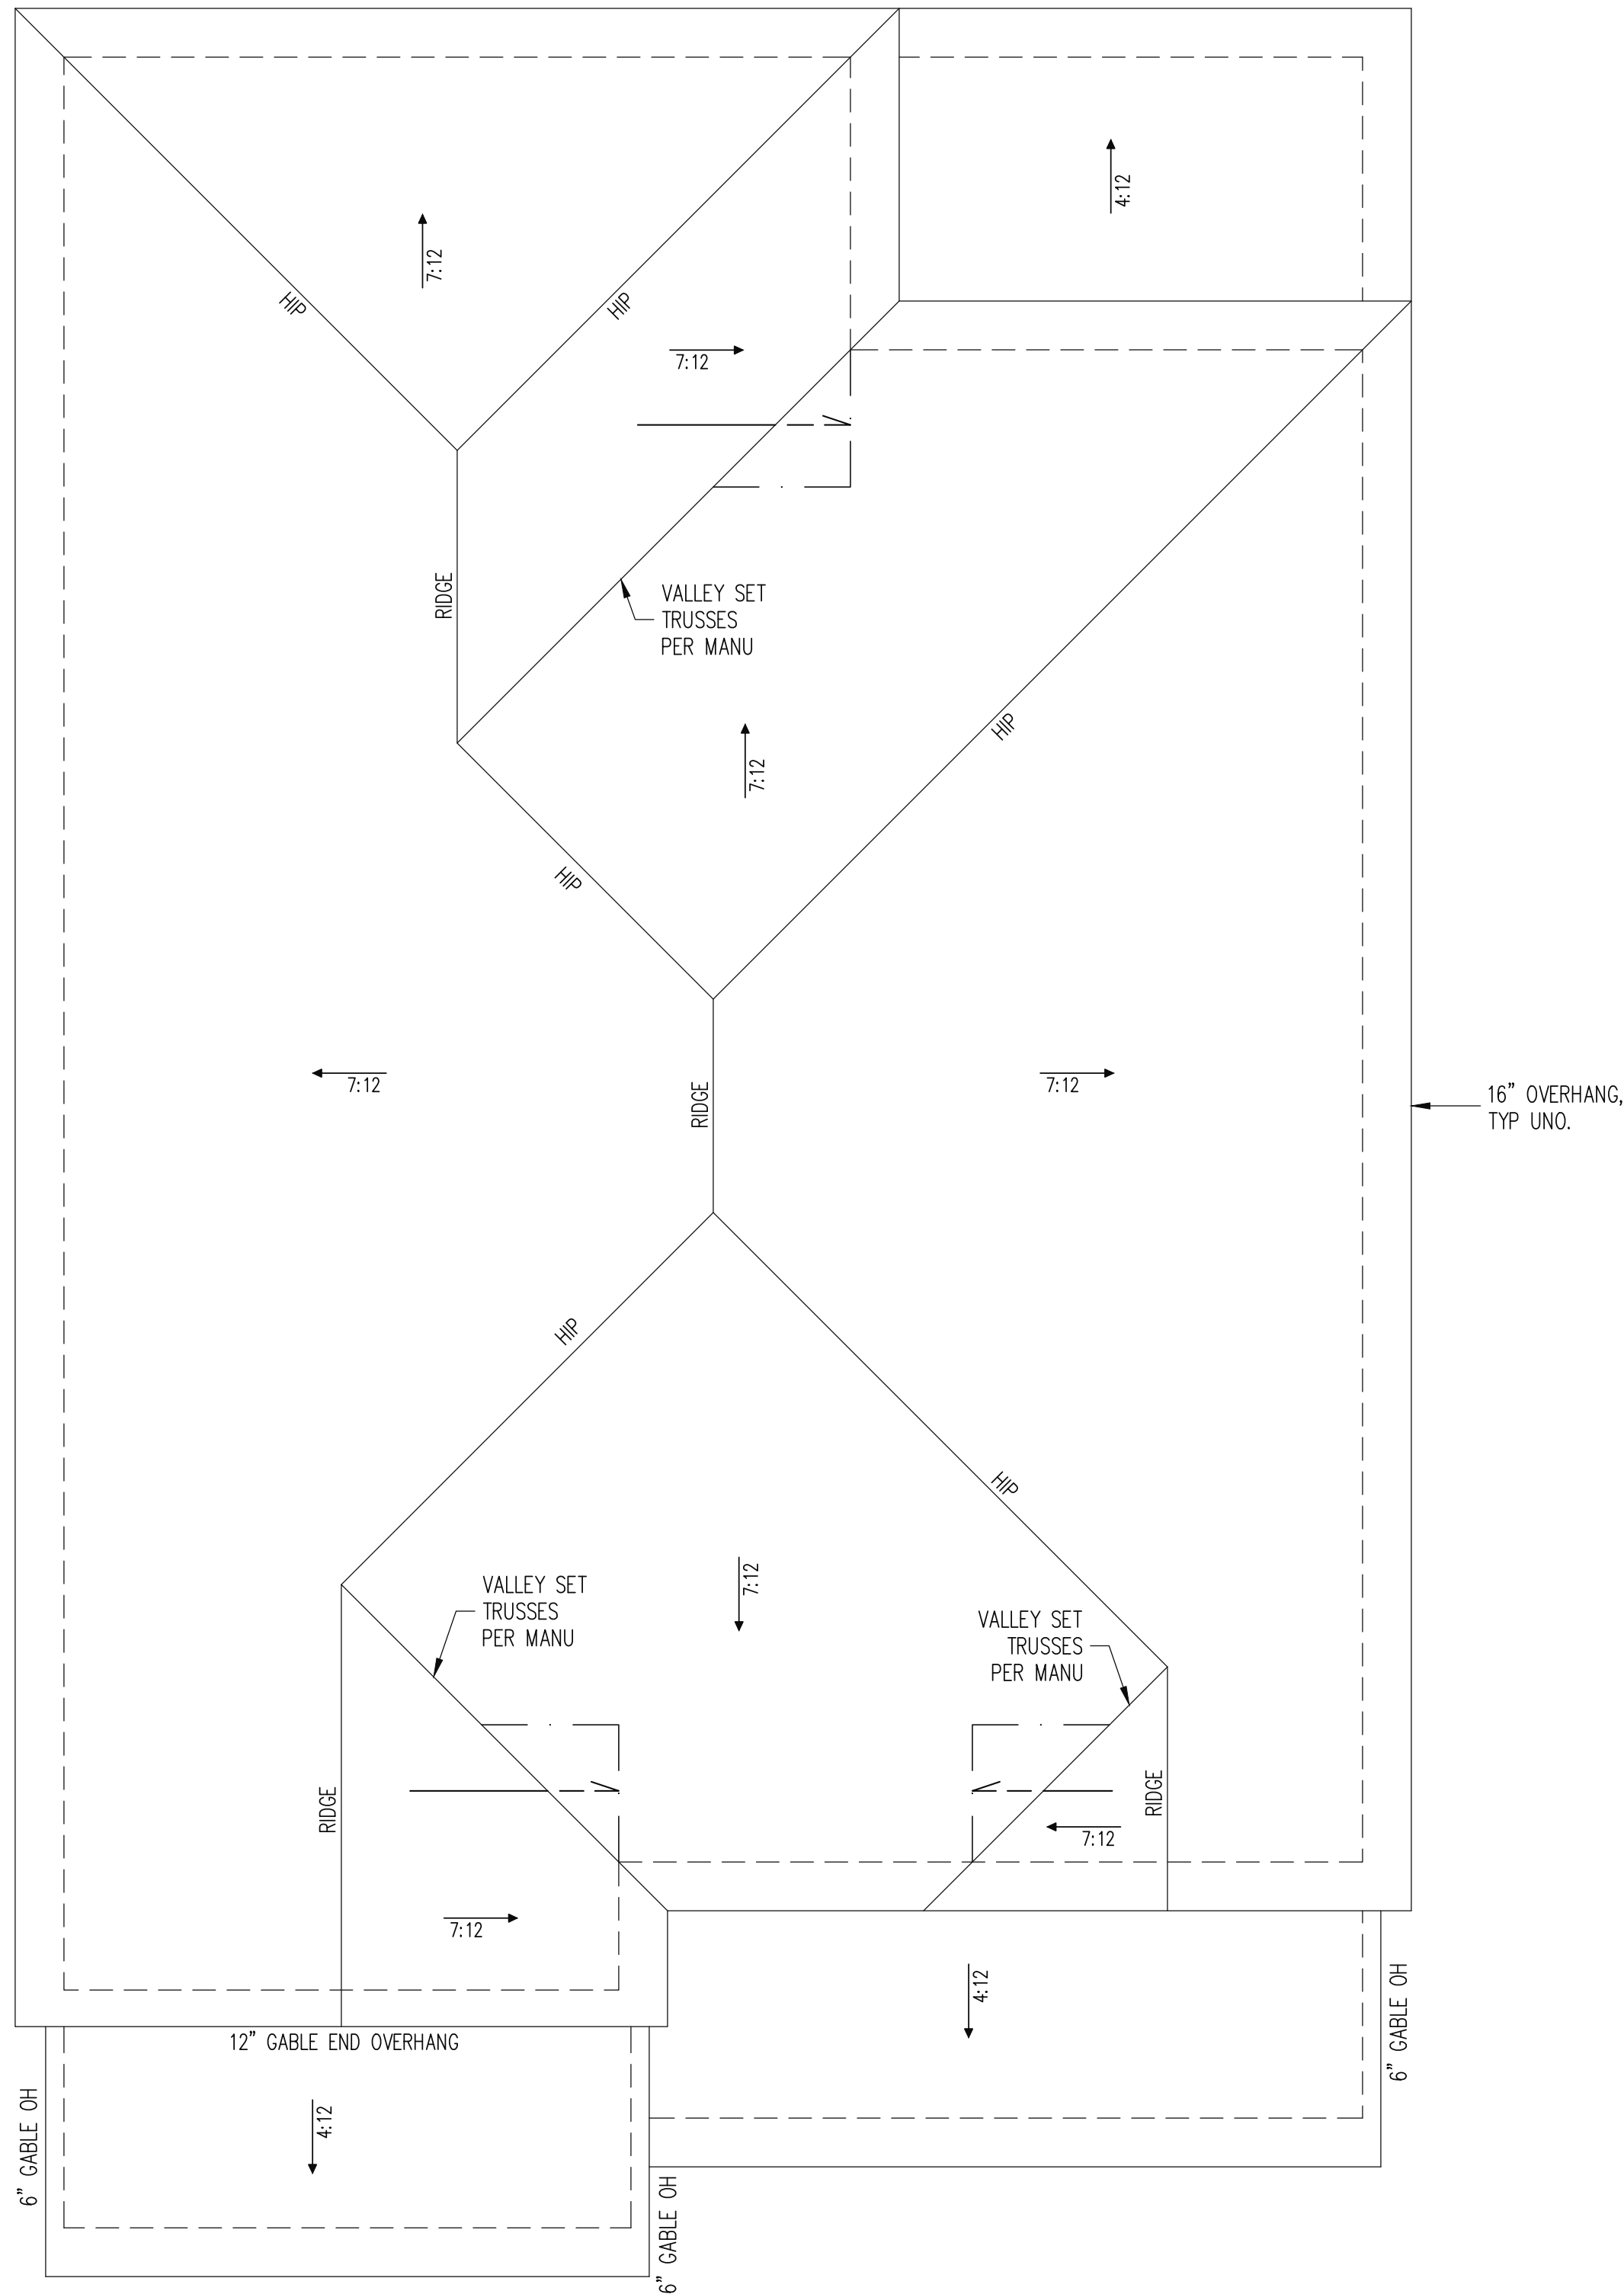 4:12
7:12
HIP
HIP
7:12
RIDGE
VALLEY SET
TRUSSES
PER MANU
HIP
7:12
HIP
7:12
RIDGE
7:12
16" OVERHANG,
TYP UNO.
HIP
HIP
VALLEY SET
TRUSSES
PER MANU
7:12
VALLEY SET
TRUSSES
PER MANU
RIDGE
RIDGE
7:12
7:12
4:12
6" GABLE OH
12" GABLE END OVERHANG
6" GABLE OH
4:12
6" GABLE OH